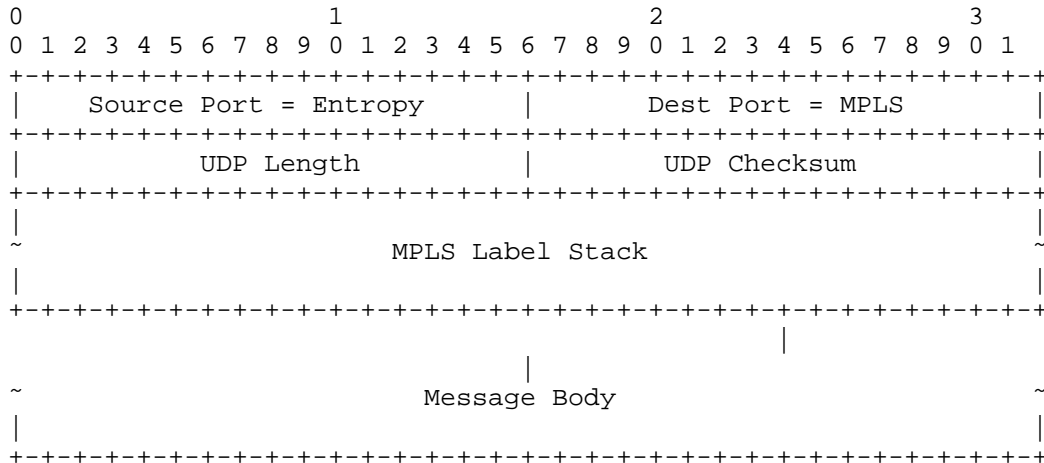 0                   1                   2                   3
0 1 2 3 4 5 6 7 8 9 0 1 2 3 4 5 6 7 8 9 0 1 2 3 4 5 6 7 8 9 0 1
+-+-+-+-+-+-+-+-+-+-+-+-+-+-+-+-+-+-+-+-+-+-+-+-+-+-+-+-+-+-+-+-+
|    Source Port = Entropy      |       Dest Port = MPLS        |
+-+-+-+-+-+-+-+-+-+-+-+-+-+-+-+-+-+-+-+-+-+-+-+-+-+-+-+-+-+-+-+-+
|           UDP Length          |        UDP Checksum           |
+-+-+-+-+-+-+-+-+-+-+-+-+-+-+-+-+-+-+-+-+-+-+-+-+-+-+-+-+-+-+-+-+
|                                                               |
~                       MPLS Label Stack                        ~
|                                                               |
+-+-+-+-+-+-+-+-+-+-+-+-+-+-+-+-+-+-+-+-+-+-+-+-+-+-+-+-+-+-+-+-+
                                                |
                                |
~                         Message Body                          ~
|                                                               |
+-+-+-+-+-+-+-+-+-+-+-+-+-+-+-+-+-+-+-+-+-+-+-+-+-+-+-+-+-+-+-+-+